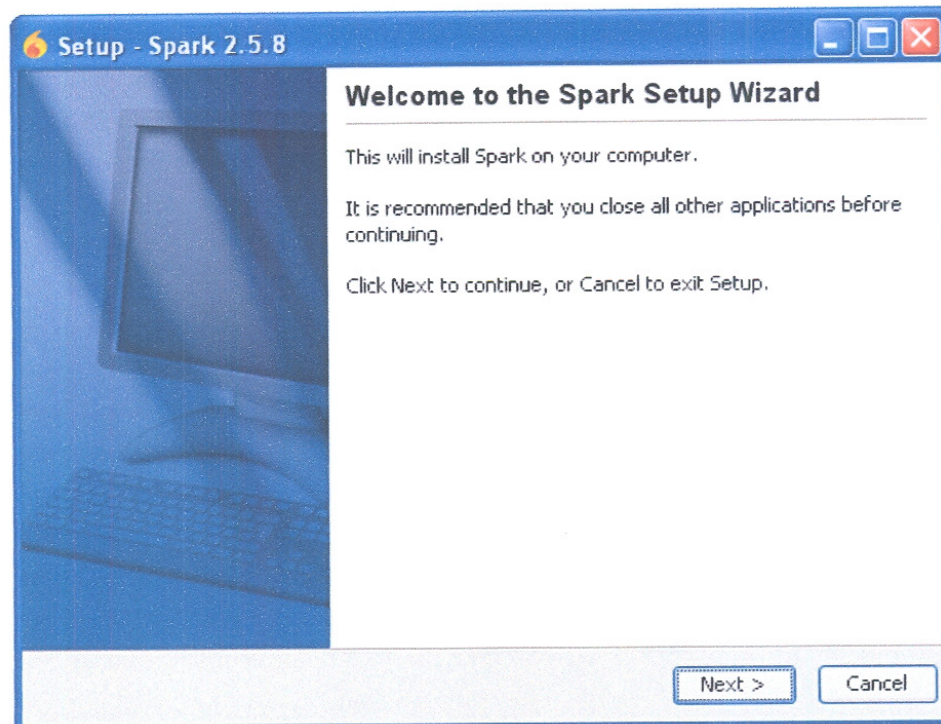 Setup - Spark 2.5.8
Welcome to the Spark Setup Wizard
This will install Spark on your computer.
It is recommended that you close all other applications before
continuing.
Click Next to continue, or Cancel to exit Setup.
Next >
Cancel